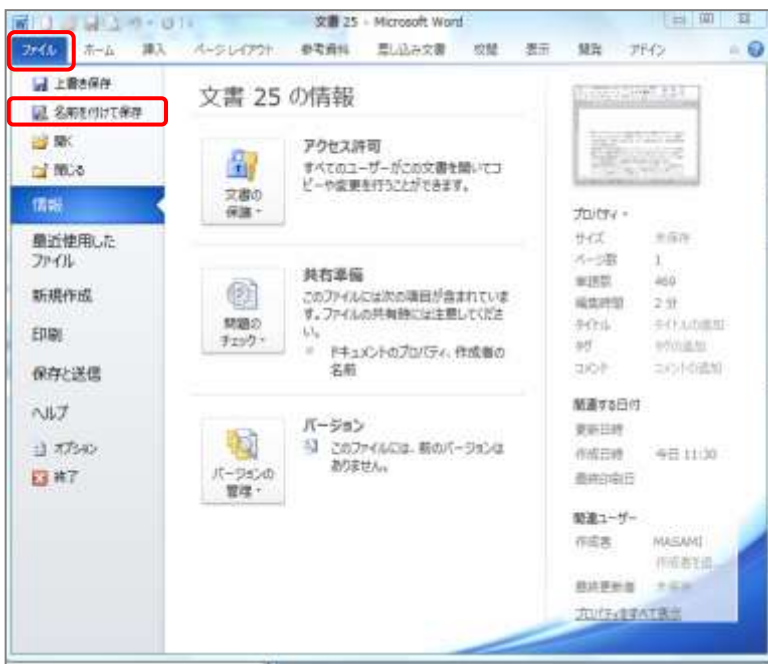 文書 25 - Microsoft Word
ファイル ホーム 挿入 ページ レイアウト 参考資料 差し込み文書 校閲 表示 開発 アドイン
上書き保存
名前を付けて保存
開く
閉じる
情報
最近使用した
ファイル
新規作成
印刷
保存と送信
ヘルプ
オプション
終了
文書 25 の情報
文書の
保護
アクセス許可
すべてのユーザーがこの文書を開いてコ
ピーや変更を行うことができます。
問題の
チェック
共有準備
このファイルには次の項目が含まれていま
す。ファイルの共有時には注意してくださ
い。
ドキュメントのプロパティ、作成者の
名前
バージョンの
管理
バージョン
このファイルには、前のバージョンは
ありません。
プロパティ
サイズ 未保存
ページ数 1
単語数 469
編集時間 2 分
タイトル タイトルの追加
タグ タグの追加
コメント コメントの追加
関連する日付
更新日時
作成日時 今日 11:30
最終印刷日
関連ユーザー
作成者 MASAMI
作成者を追...
最終更新者 未保存
プロパティをすべて表示